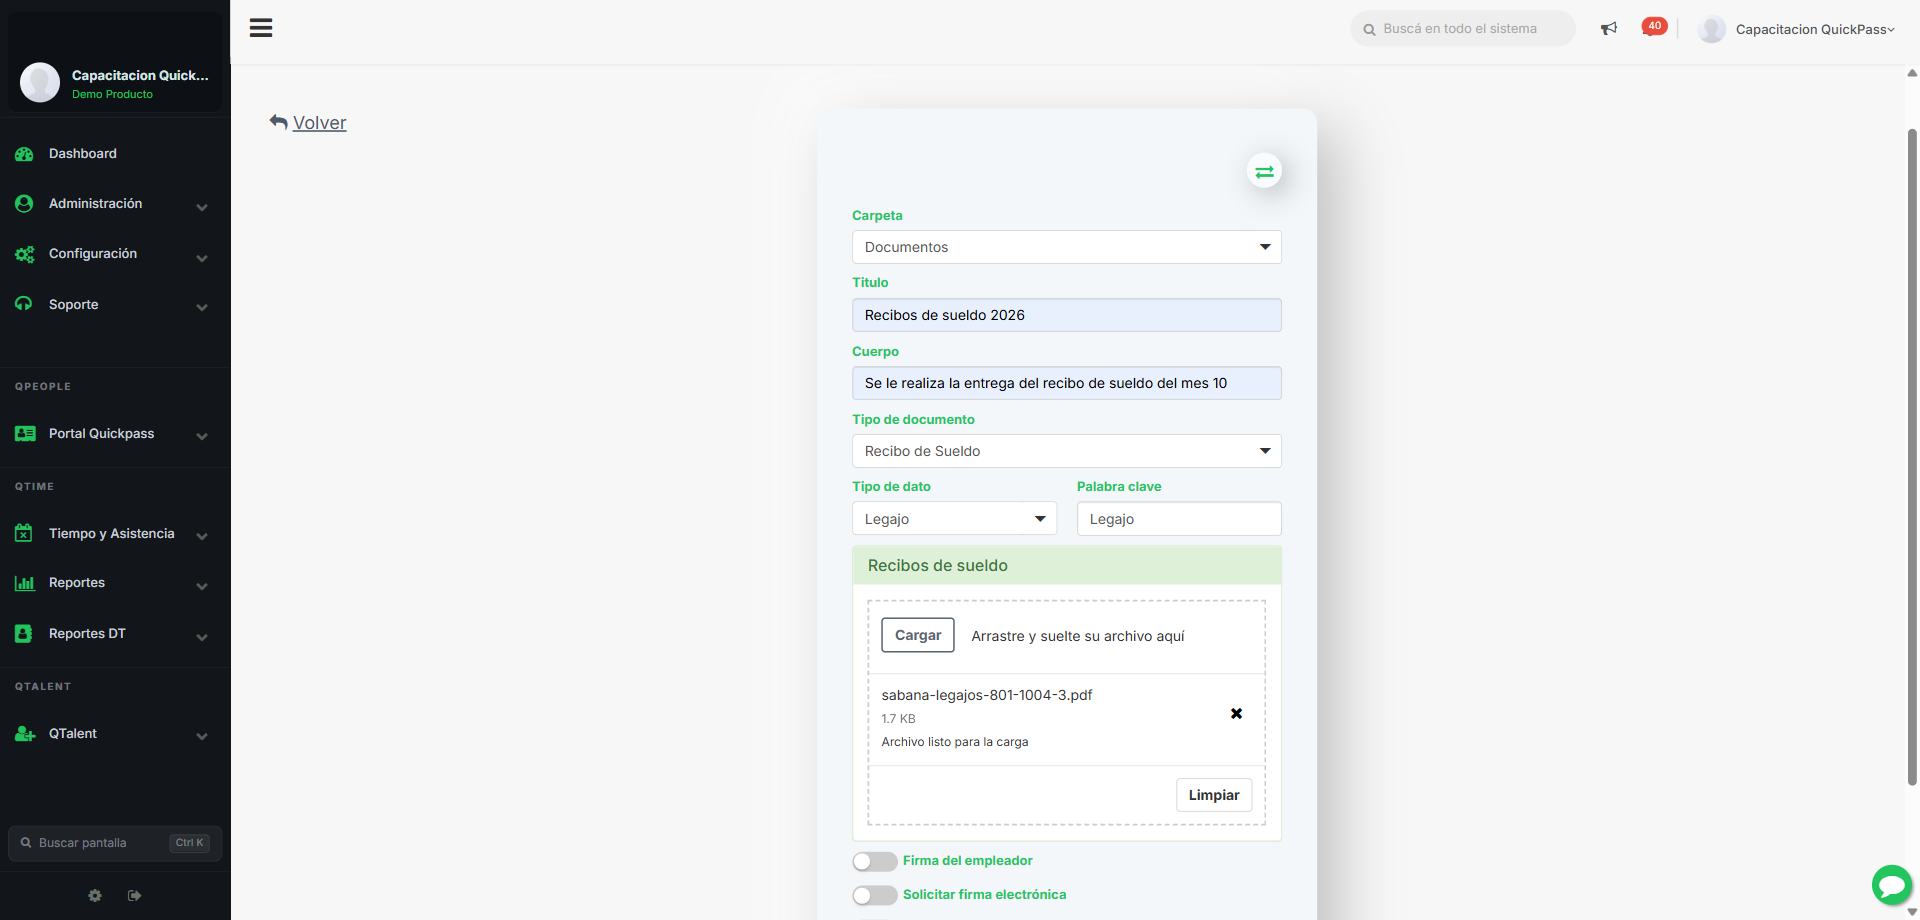 Capacitacion Quick...
Demo Producto
Dashboard
Administración
Configuración
Soporte
QPEOPLE
Portal Quickpass
QTIME
Tiempo y Asistencia
Reportes
Reportes DT
QTALENT
QTalent
Buscar pantalla
Ctrl K
Buscá en todo el sistema
40
Capacitacion QuickPass
Volver
Carpeta
Documentos
Titulo
Recibos de sueldo 2026
Cuerpo
Se le realiza la entrega del recibo de sueldo del mes 10
Tipo de documento
Recibo de Sueldo
Tipo de dato
Palabra clave
Legajo
Legajo
Recibos de sueldo
Cargar
Arrastre y suelte su archivo aquí
sabana-legajos-801-1004-3.pdf
1.7 KB
Archivo listo para la carga
Limpiar
Firma del empleador
Solicitar firma electrónica